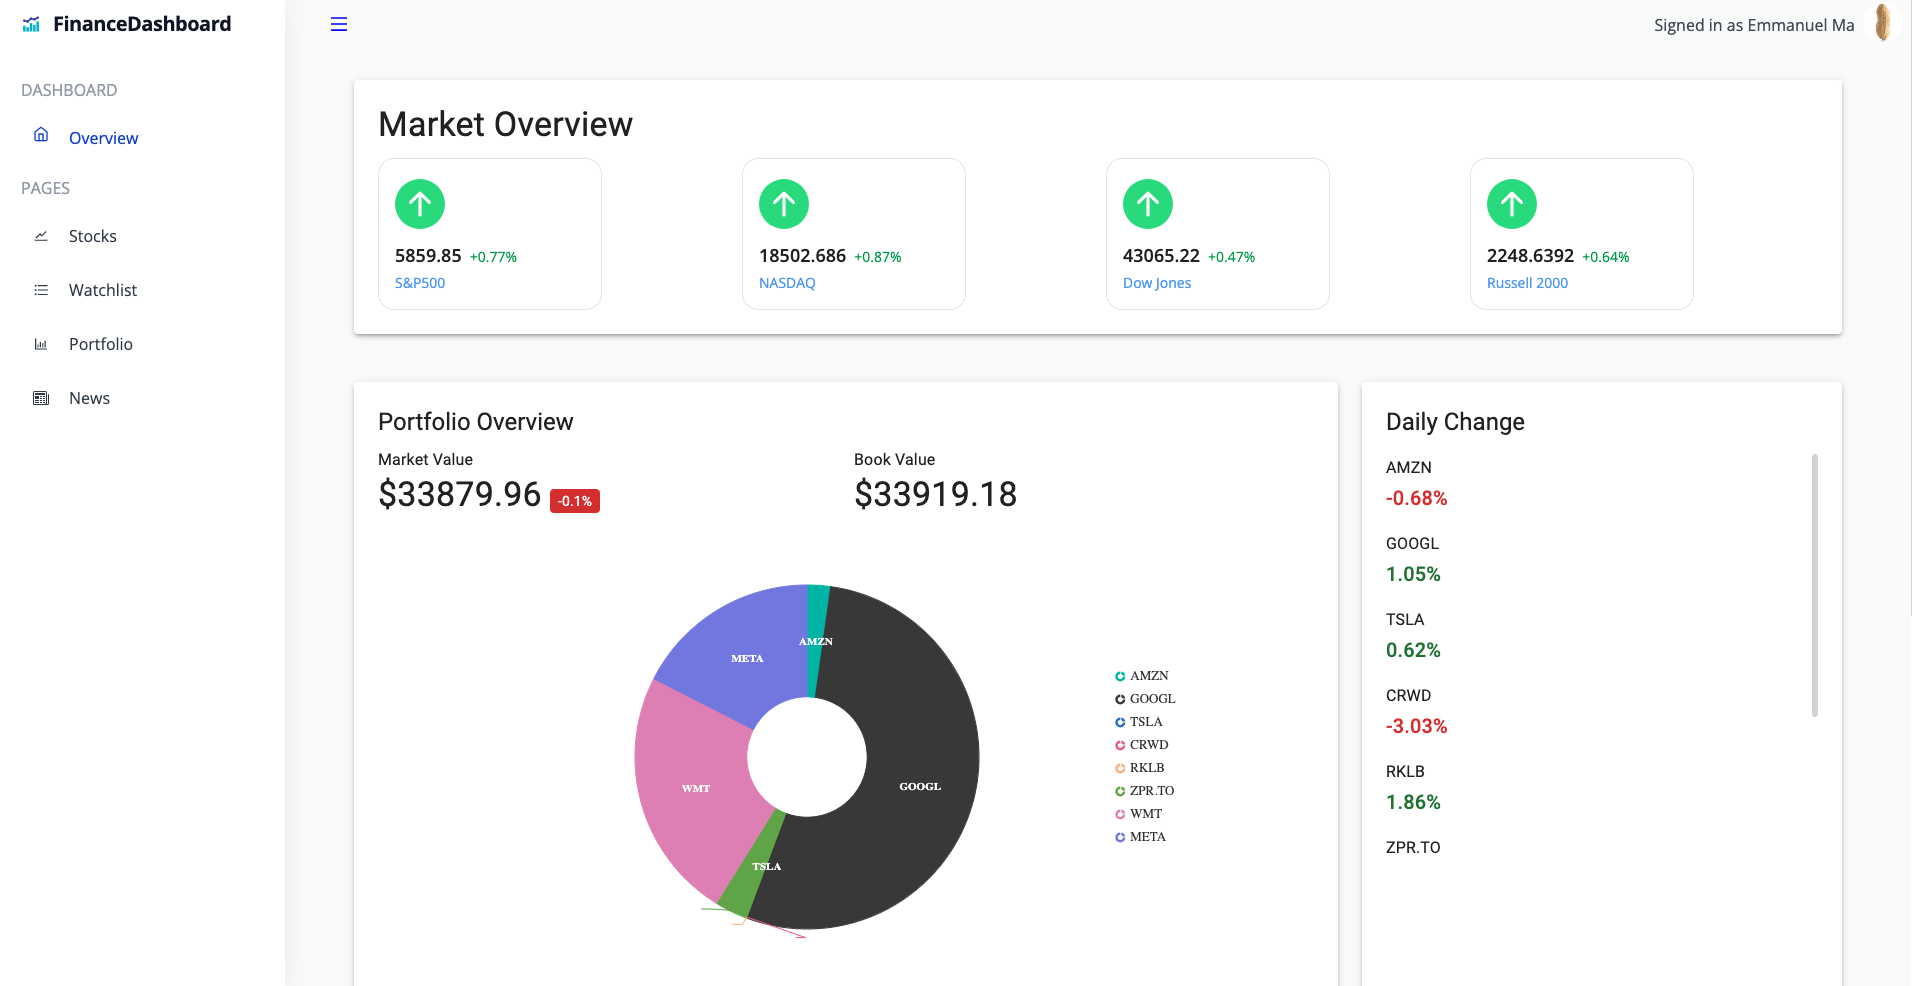 FinanceDashboard
Signed in as Emmanuel Ma
DASHBOARD
Overview
PAGES
Stocks
Watchlist
Portfolio
News
Market Overview
5859.85 +0.77%
S&P500
18502.686 +0.87%
NASDAQ
43065.22 +0.47%
Dow Jones
2248.6392 +0.64%
Russell 2000
Portfolio Overview
Market Value
$33879.96 -0.1%
Book Value
$33919.18
AMZN
META
WMT
GOOGL
TSLA
AMZN
GOOGL
TSLA
CRWD
RKLB
ZPR.TO
WMT
META
Daily Change
AMZN
-0.68%
GOOGL
1.05%
TSLA
0.62%
CRWD
-3.03%
RKLB
1.86%
ZPR.TO